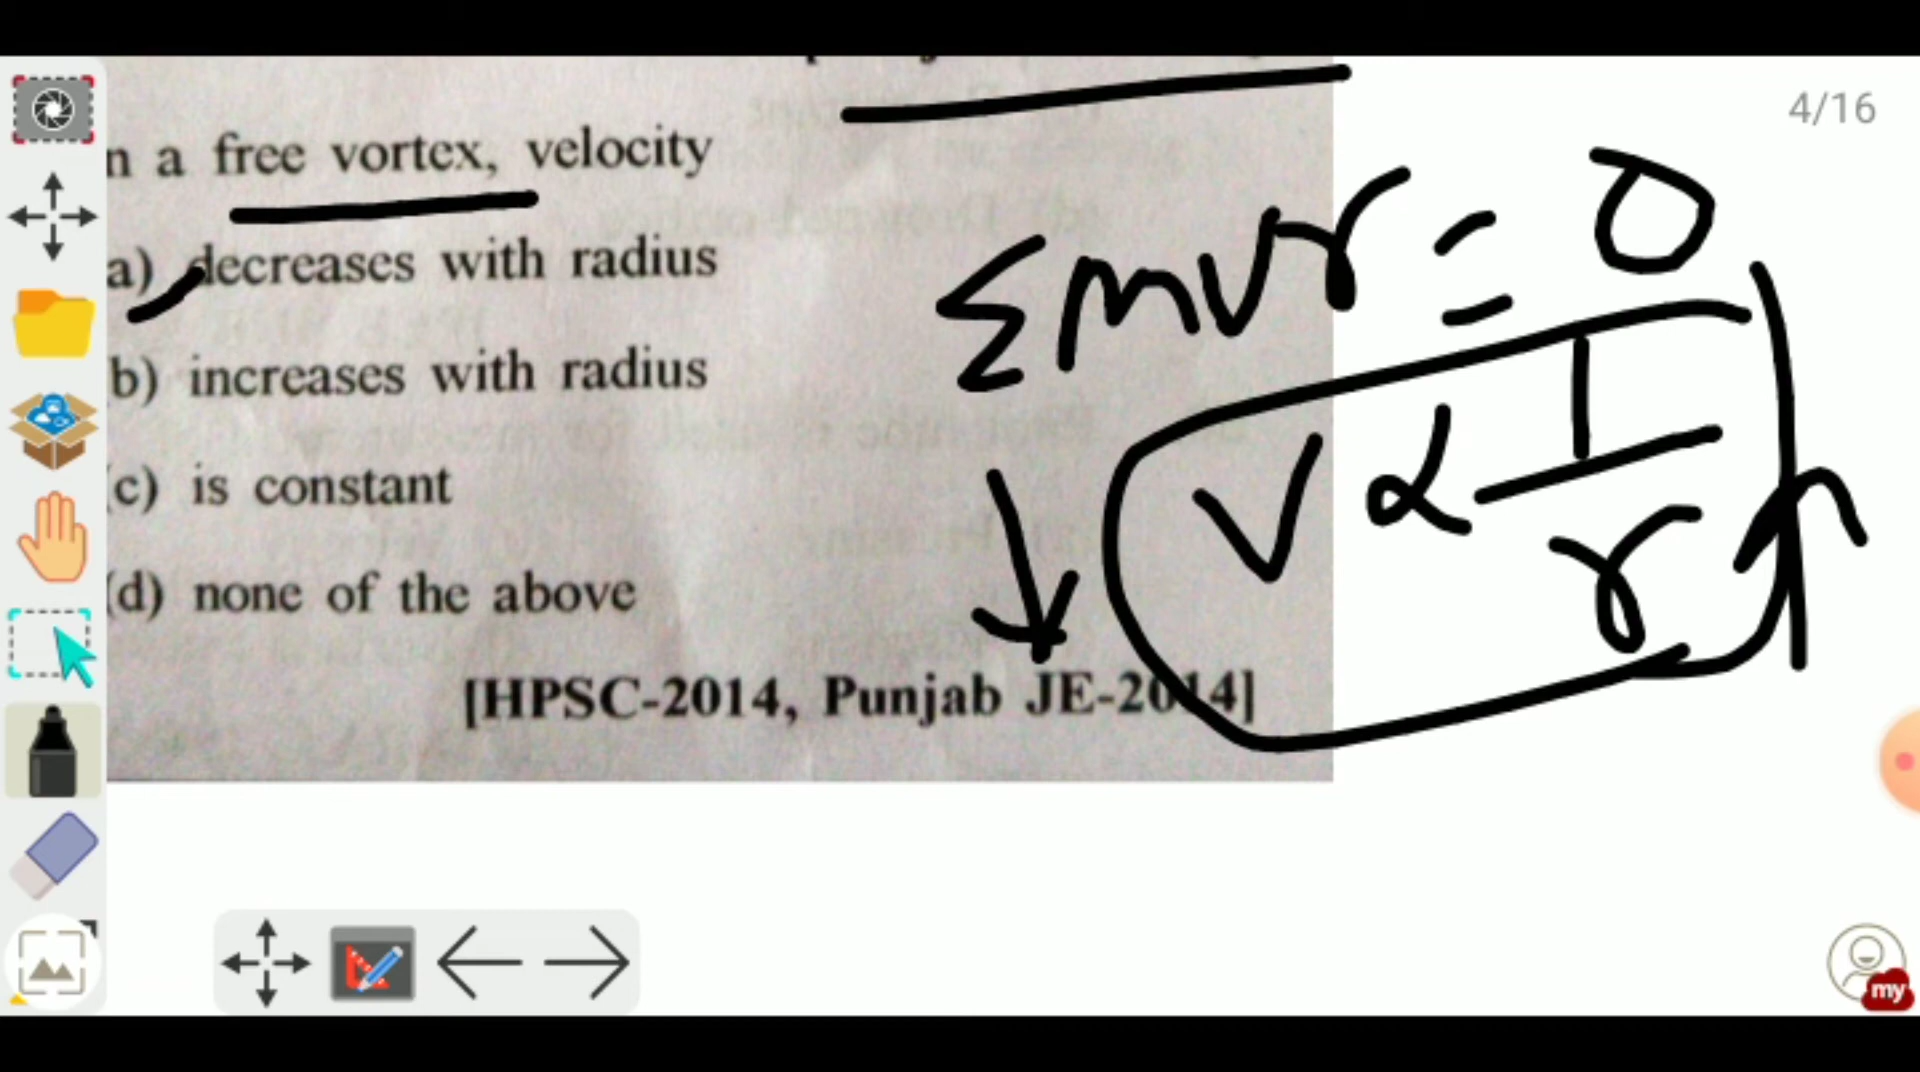 4/16
n a free vortex, velocity
a) decreases with radius
b) increases with radius
(c) is constant
(d) none of the above
[HPSC-2014, Punjab JE-2014]
Σmvr = 0
V α 1/r
my